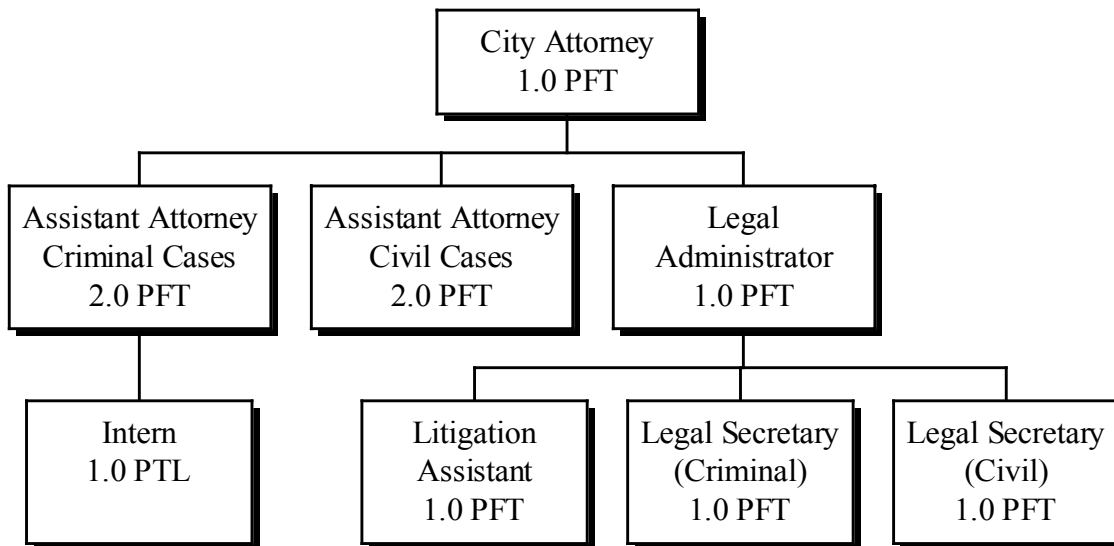 City Attorney
1.0 PFT
Assistant Attorney
Criminal Cases
2.0 PFT
Assistant Attorney
Civil Cases
2.0 PFT
Legal
Administrator
1.0 PFT
Intern
1.0 PTL
Litigation
Assistant
1.0 PFT
Legal Secretary
(Criminal)
1.0 PFT
Legal Secretary
(Civil)
1.0 PFT